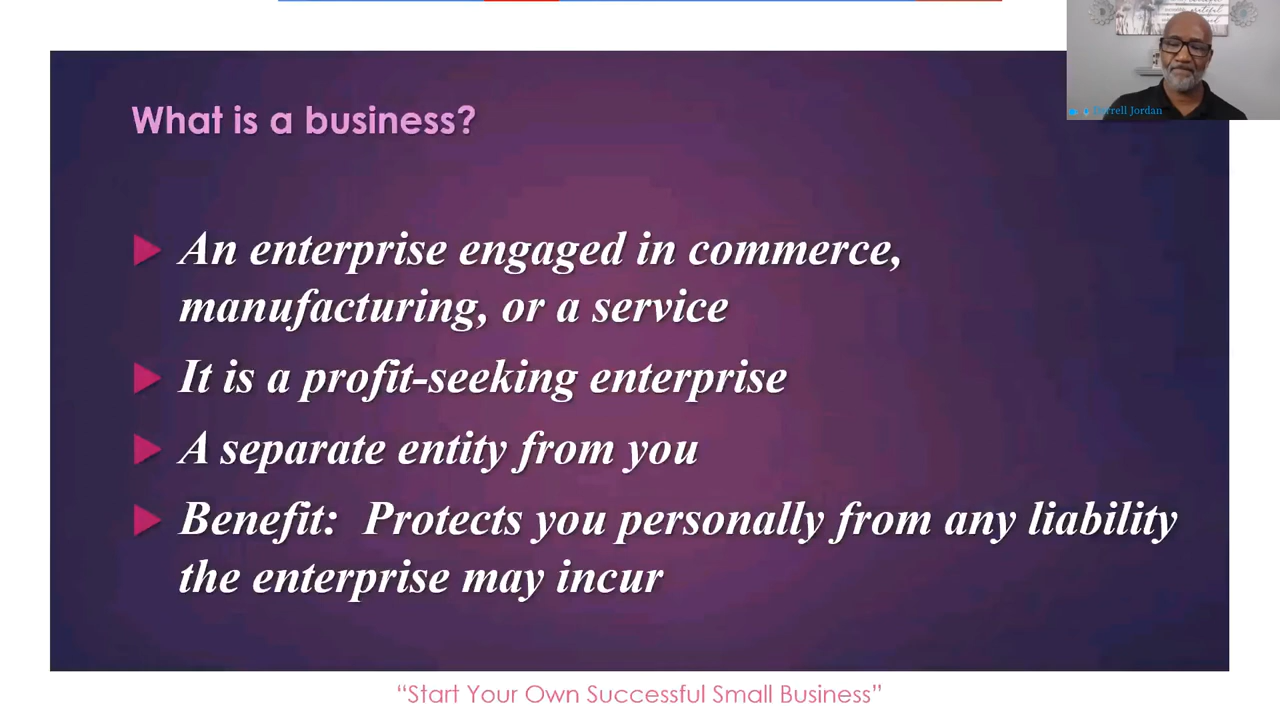 What is a business?
An enterprise engaged in commerce,
manufacturing, or a service
It is a profit-seeking enterprise
A separate entity from you
Benefit: Protects you personally from any liability
the enterprise may incur
Jordan
“Start Your Own Successful Small Business”